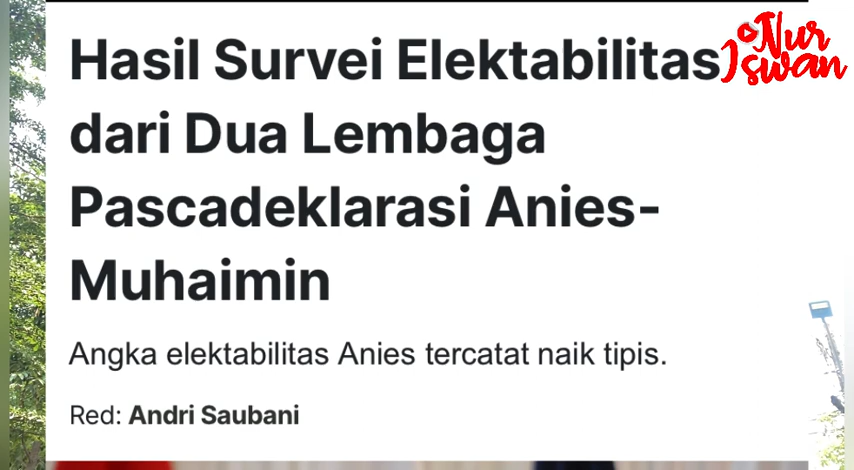 Hasil Survei Elektabilitas
dari Dua Lembaga
Pascadeklarasi Anies-
Muhaimin
Angka elektabilitas Anies tercatat naik tipis.
Red: Andri Saubani
Nur
Iswan